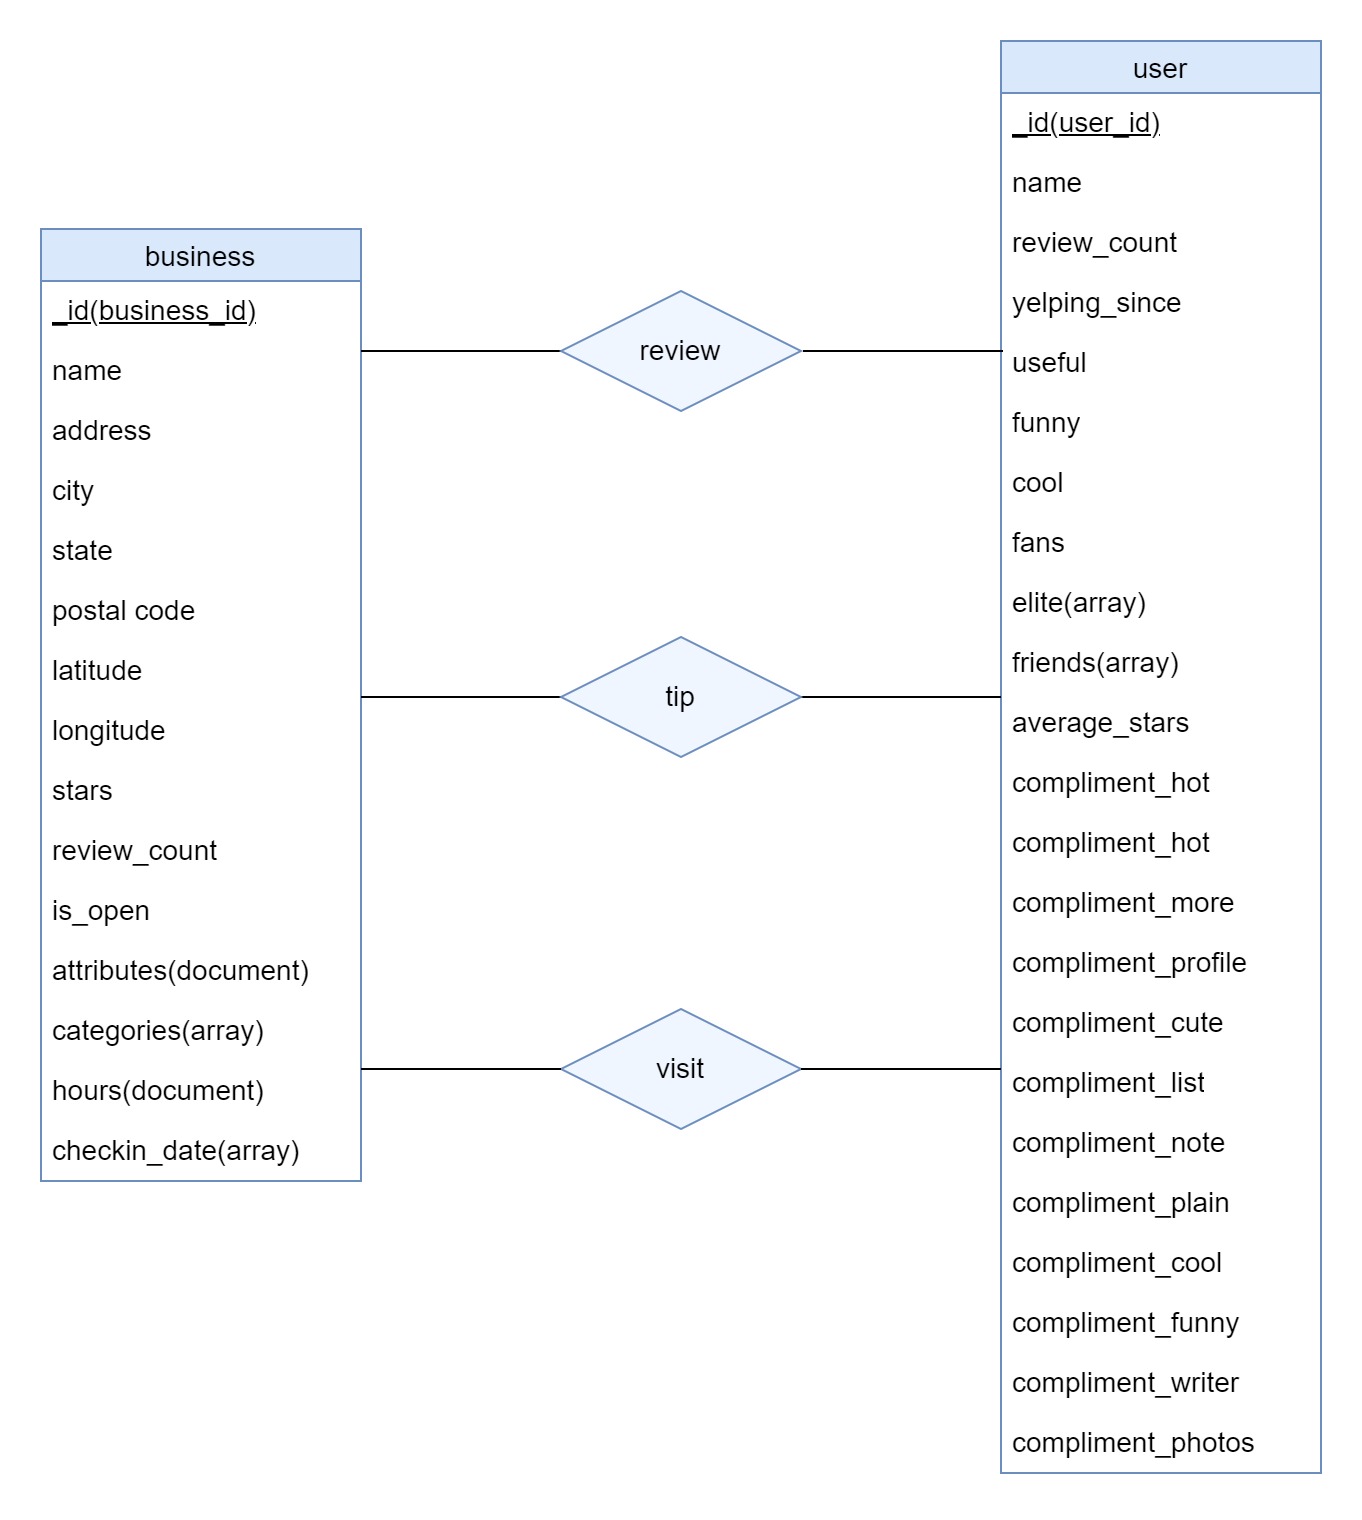 business
_id(business_id)
name
address
city
state
postal code
latitude
longitude
stars
review_count
is_open
attributes(document)
categories(array)
hours(document)
checkin_date(array)
review
tip
visit
user
_id(user_id)
name
review_count
yelping_since
useful
funny
cool
fans
elite(array)
friends(array)
average_stars
compliment_hot
compliment_hot
compliment_more
compliment_profile
compliment_cute
compliment_list
compliment_note
compliment_plain
compliment_cool
compliment_funny
compliment_writer
compliment_photos